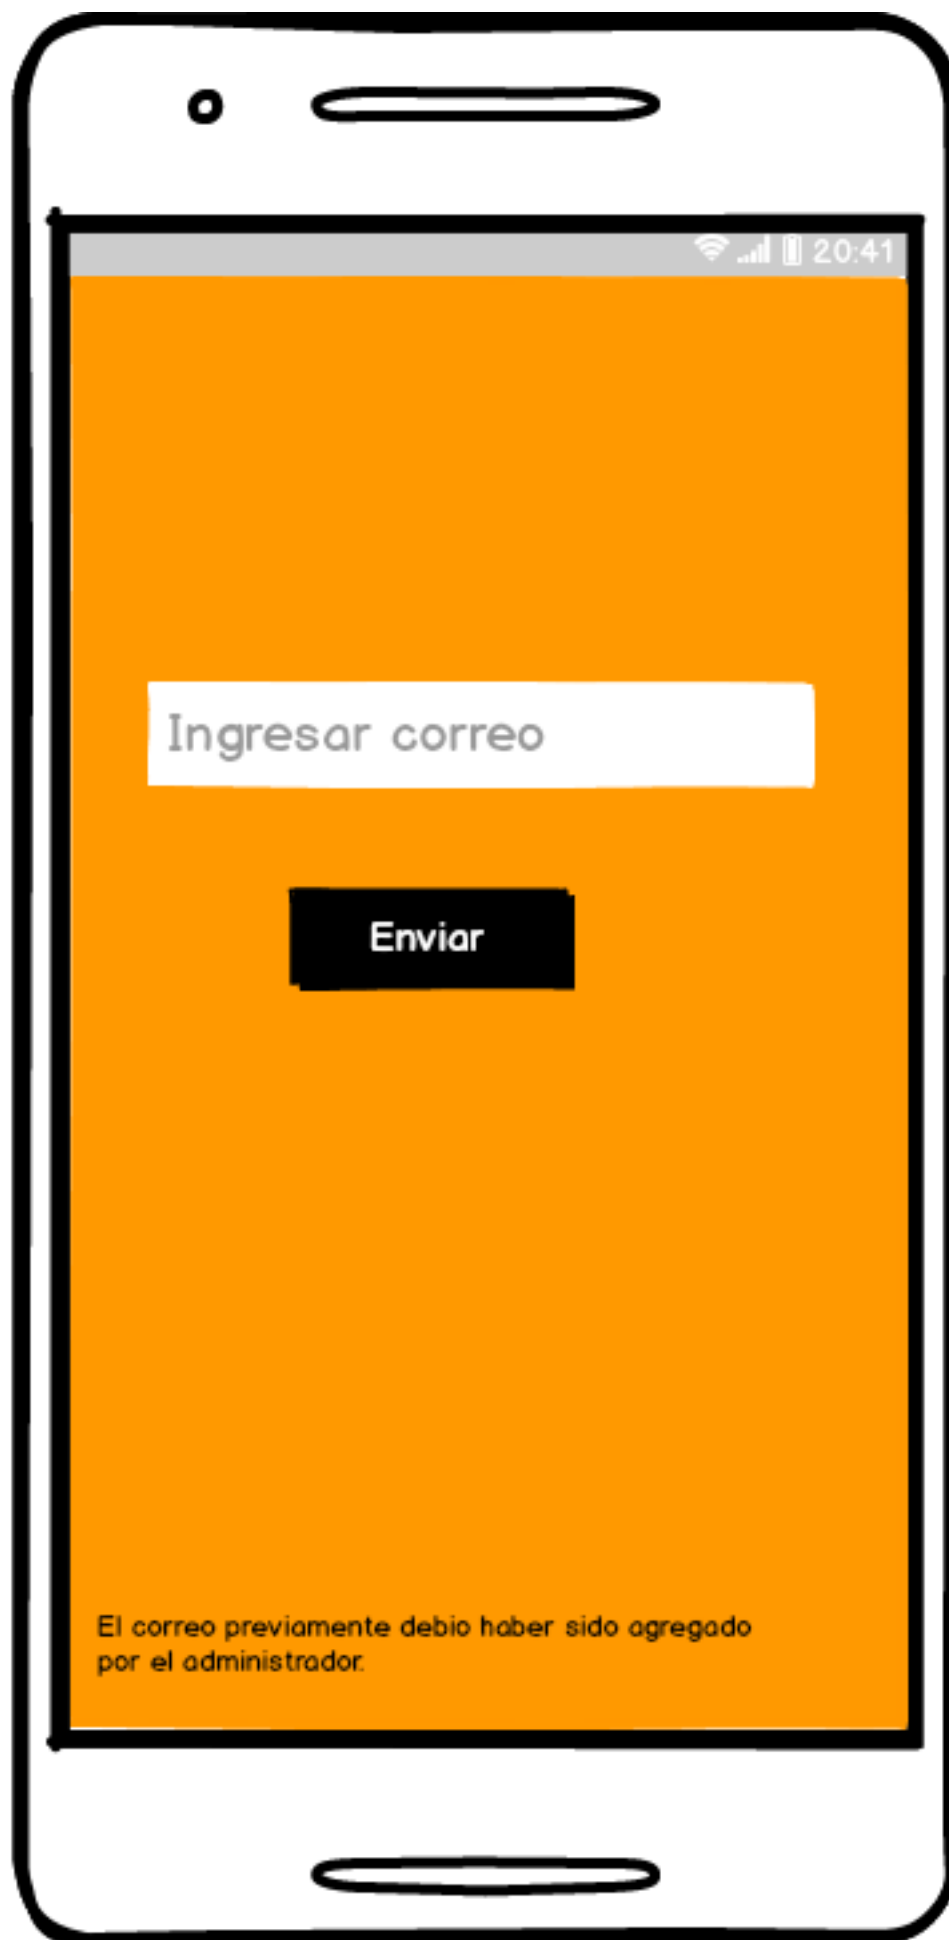 20:41
Ingresar correo
Enviar
El correo previamente debio haber sido agregado
por el administrador.